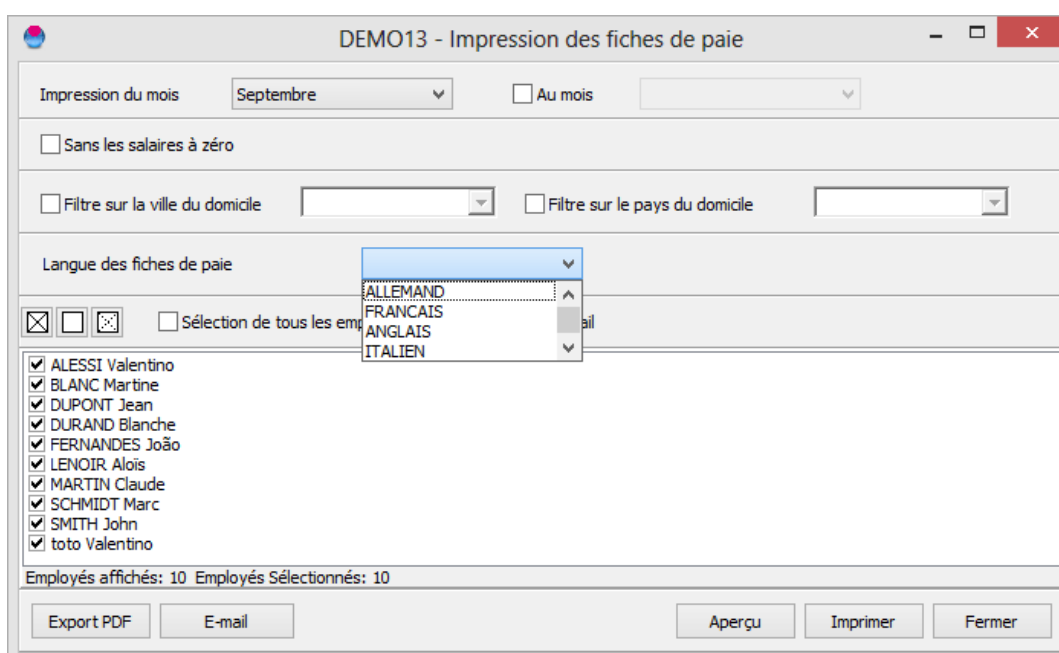 DEMO13 - Impression des fiches de paie
Impression du mois Septembre Au mois
Sans les salaires à zéro
Filtre sur la ville du domicile Filtre sur le pays du domicile
Langue des fiches de paie
ALLEMAND
FRANCAIS
ANGLAIS
ITALIEN
Sélection de tous les
ALESSI Valentino
BLANC Martine
DUPONT Jean
DURAND Blanche
FERNANDES João
LENOIR Aloïs
MARTIN Claude
SCHMIDT Marc
SMITH John
toto Valentino
Employés affichés: 10 Employés Sélectionnés: 10
Export PDF E-mail Aperçu Imprimer Fermer